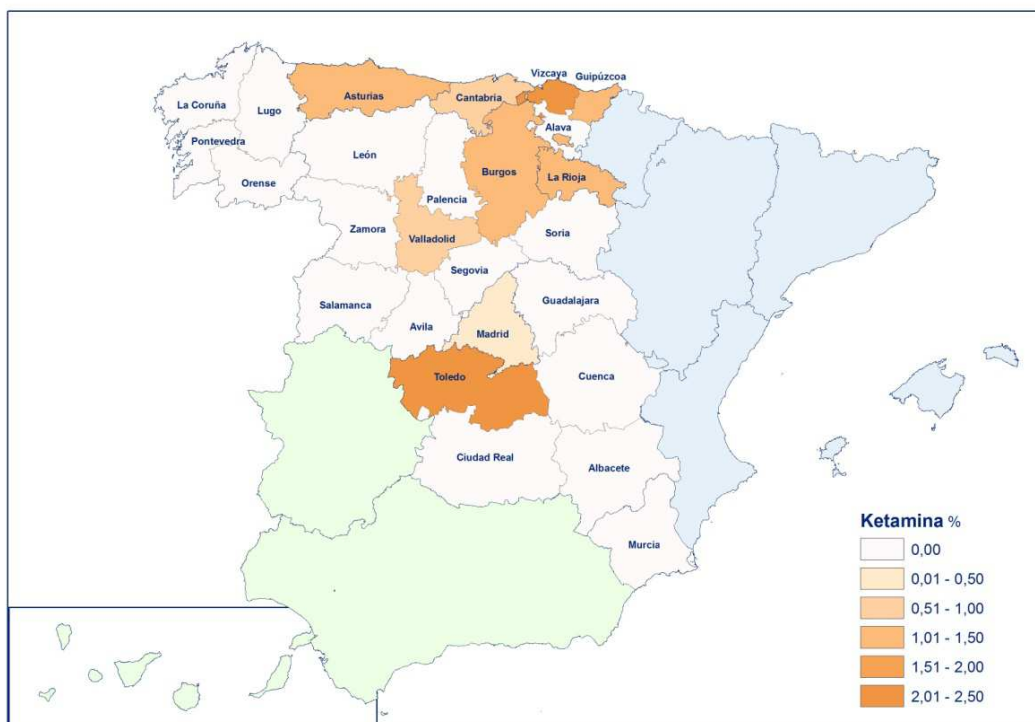 Vizcaya
Guipúzcoa
Asturias
Cantabria
La Coruña
Lugo
Alava
Pontevedra
León
Burgos
La Rioja
Orense
Palencia
Zamora
Valladolid
Soria
Segovia
Salamanca
Guadalajara
Avila
Madrid
Toledo
Cuenca
Ciudad Real
Albacete
Murcia
Ketamina %
0,00
0,01 - 0,50
0,51 - 1,00
1,01 - 1,50
1,51 - 2,00
2,01 - 2,50